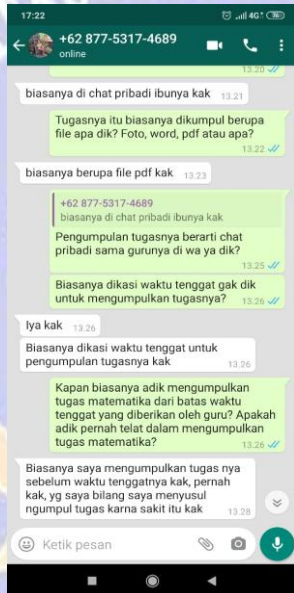 17:22
4G
+62 877-5317-4689
online
13.20
biasanya di chat pribadi ibunya kak 13.21
Tugasnya itu biasanya dikumpul berupa
file apa dik? Foto, word, pdf atau apa?
13.22
biasanya berupa file pdf kak 13.23
+62 877-5317-4689
biasanya di chat pribadi ibunya kak
Pengumpulan tugasnya berarti chat
pribadi sama gurunya di wa ya dik?
13.25
Biasanya dikasi waktu tenggat gak dik
untuk mengumpulkan tugasnya? 13.26
Iya kak 13.26
Biasanya dikasi waktu tenggat untuk
pengumpulan tugasnya kak 13.26
Kapan biasanya adik mengumpulkan
tugas matematika dari batas waktu
tenggat yang diberikan oleh guru? Apakah
adik pernah telat dalam mengumpulkan
tugas matematika? 13.26
Biasanya saya mengumpulkan tugas nya
sebelum waktu tenggatnya kak, pernah
kak, yg saya bilang saya menyusul
ngumpul tugas karna sakit itu kak 13.28
Ketik pesan